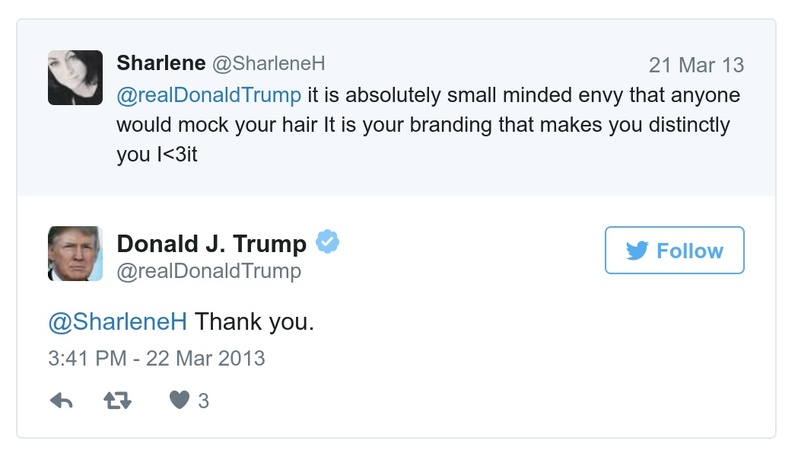 Sharlene @SharleneH 21 Mar 13
@realDonaldTrump it is absolutely small minded envy that anyone
would mock your hair It is your branding that makes you distinctly
you I<3it
Donald J. Trump
@realDonaldTrump
Follow
@SharleneH Thank you.
3:41 PM - 22 Mar 2013
3